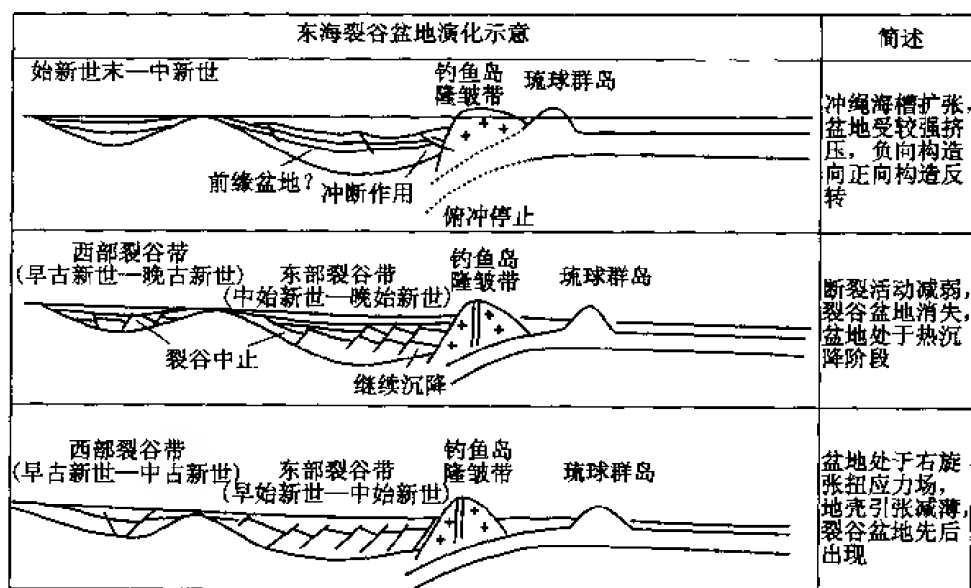 东海裂谷盆地演化示意
简述
始新世末—中新世
钓鱼岛
隆皱带
琉球群岛
前缘盆地?
冲断作用
俯冲停止
冲绳海槽扩张,
盆地受较强挤
压,负向构造
向正向构造反
转
西部裂谷带
(早古新世—晚古新世)
东部裂谷带
(中始新世—晚始新世)
钓鱼岛
隆皱带
琉球群岛
裂谷中止
继续沉降
断裂活动减弱,
裂谷盆地消失,
盆地处于热沉
降阶段
西部裂谷带
(早古新世—中古新世)
东部裂谷带
(早始新世—中始新世)
钓鱼岛
隆皱带
琉球群岛
盆地处于右旋
张扭应力场,
地壳引张减薄,
裂谷盆地先后
出现